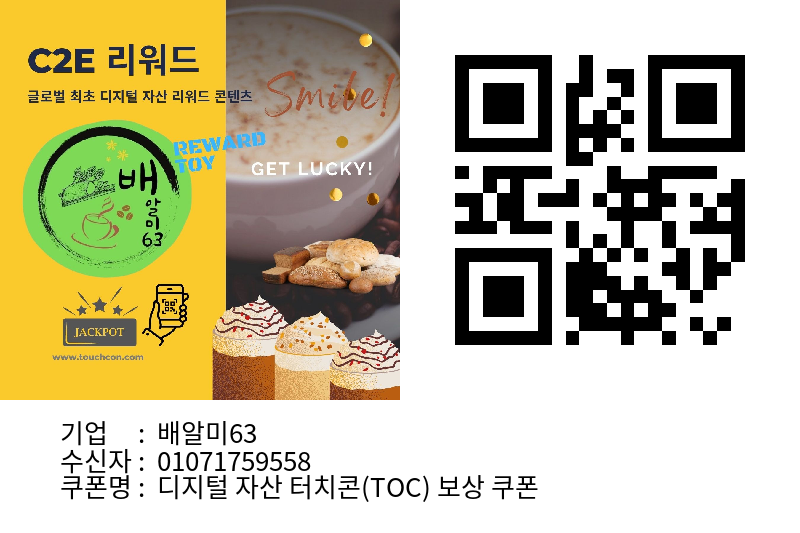 C2E 리워드
글로벌 최초 디지털 자산 리워드 콘텐츠
Smile!
REWARD
TOY
GET LUCKY!
배
알
미
63
JACKPOT
www.touchcon.com
기업 : 배알미63
수신자 : 01071759558
쿠폰명 : 디지털 자산 터치콘(TOC) 보상 쿠폰